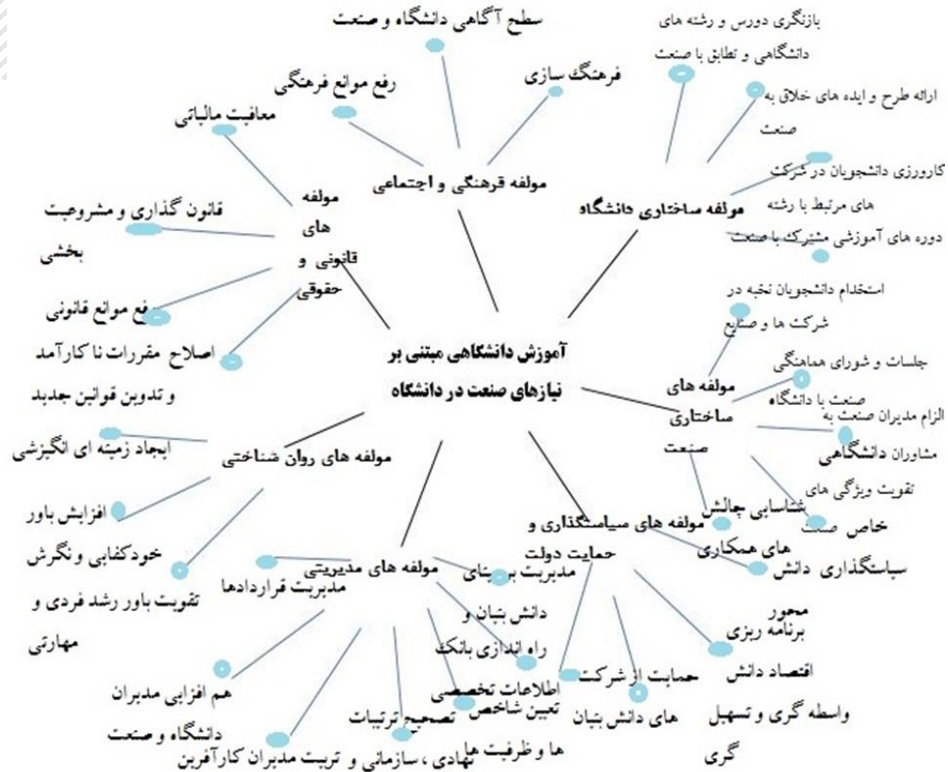 سطح آگاهی دانشگاه و صنعت
فرهنگ سازی
رفع موانع فرهنگی
مولفه فرهنگی و اجتماعی
بازنگری دورس و رشته های
دانشگاهی و تطابق با صنعت
ارائه طرح و ایده های خلاق به
صنعت
کارورزی دانشجویان در شرکت
های مرتبط با رشته
دوره های آموزشی مشترک با صنعت
مولفه ساختاری دانشگاه
معافیت مالیاتی
قانون گذاری و مشروعیت
بخشی
رفع موانع قانونی
اصلاح مقررات نا کارآمد
و تدوین قوانین جدید
مولفه
های
قانونی و
حقوقی
آموزش دانشگاهی مبتنی بر
نیازهای صنعت در دانشگاه
استخدام دانشجویان نخبه در
شرکت ها و صنایع
جلسات و شورای هماهنگی
صنعت با دانشگاه
الزام مدیران صنعت به
مشاوران دانشگاهی
تقویت ویژگی های
خاص صنعت
شناسایی چالش
های همکاری
مولفه های
ساختاری
صنعت
ایجاد زمینه ای انگیزشی
افزایش باور
خودکفایی و نگرش
تقویت باور رشد فردی و
مهارتی
مولفه های روان شناختی
مولفه های سیاستگذاری و
حمایت دولت
سیاستگذاری دانش
محور
برنامه ریزی
اقتصاد دانش
حمایت از شرکت
های دانش بنیان
واسطه گری و تسهیل
گری
مولفه های مدیریتی
مدیریت بر مبنای
دانش بنیان و
راه اندازی بانک
اطلاعات تخصصی
تعیین شاخص
ها و ظرفیت ها
تصحیح ترتیبات
نهادی ، سازمانی و
تربیت مدیران کارآفرین
هم افزایی مدیران
دانشگاه و صنعت
مدیریت قراردادها